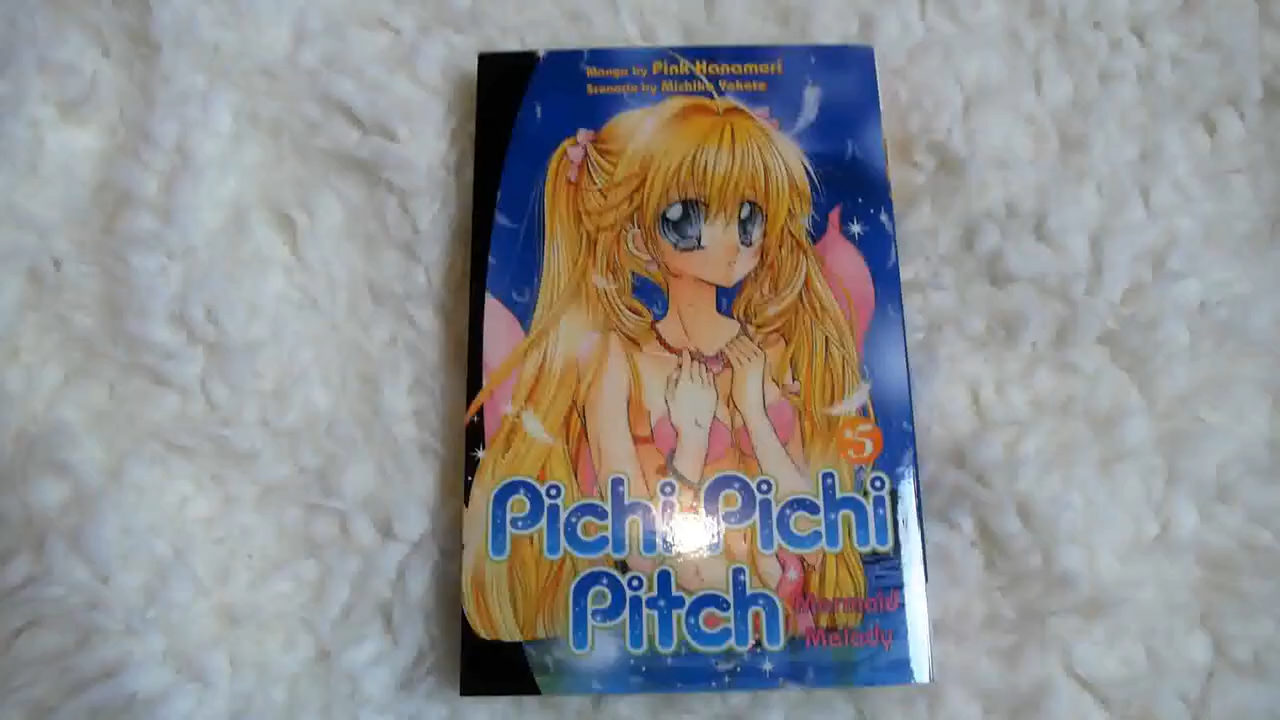 Manga by Pink Hanamori
Scenario by Michiko Yokote
5
Pichi Pichi
Pitch
Mermaid
Melody